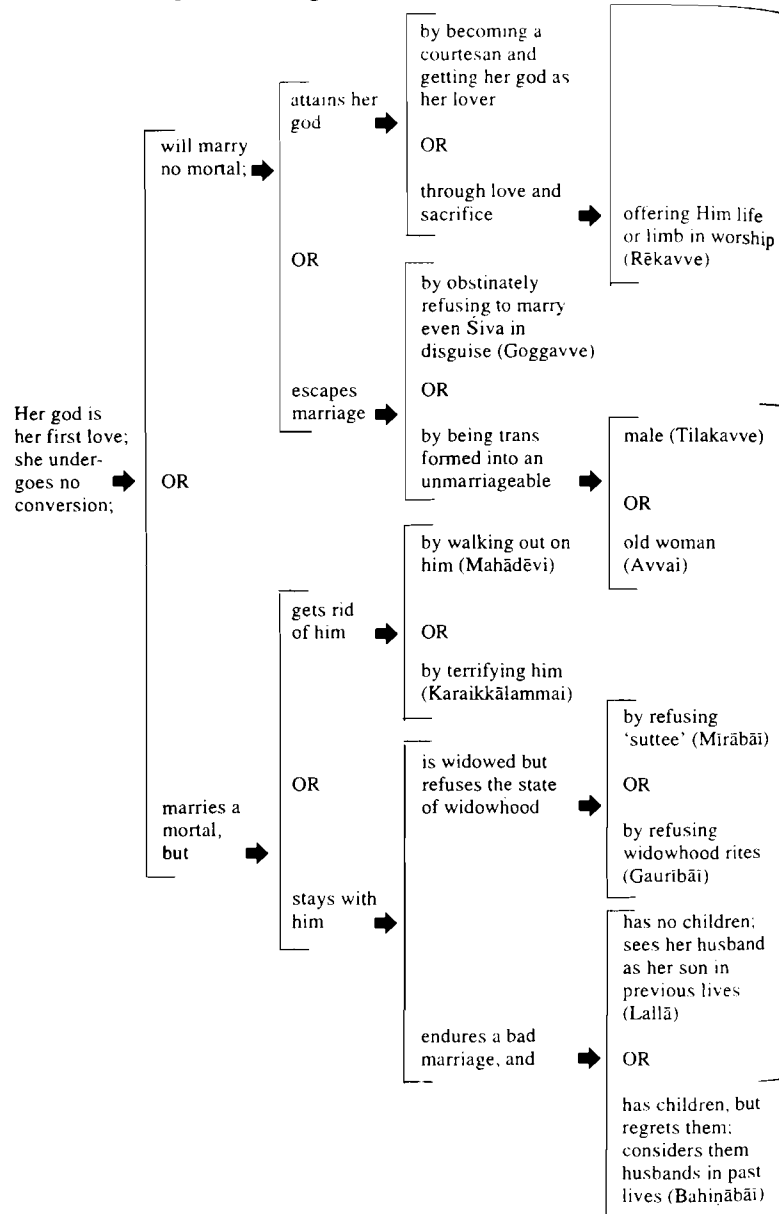 by becoming a
courtesan and
getting her god as
her lover
attains her
god
OR
will marry
no mortal;
through love and
sacrifice
offering Him life
or limb in worship
(Rēkavve)
OR
by obstinately
refusing to marry
even Śiva in
disguise (Goggavve)
escapes
marriage
OR
Her god is
her first love;
she under-
goes no
conversion;
by being trans
formed into an
unmarriageable
male (Tilakavve)
OR
OR
old woman
(Avvai)
by walking out on
him (Mahādēvi)
gets rid
of him
OR
by terrifying him
(Karaikkālammai)
by refusing
'suttee' (Mīrābāi)
is widowed but
refuses the state
of widowhood
OR
OR
marries a
mortal,
but
by refusing
widowhood rites
(Gaurībāi)
stays with
him
has no children;
sees her husband
as her son in
previous lives
(Lallā)
endures a bad
marriage, and
OR
has children, but
regrets them;
considers them
husbands in past
lives (Bahiṇābāi)